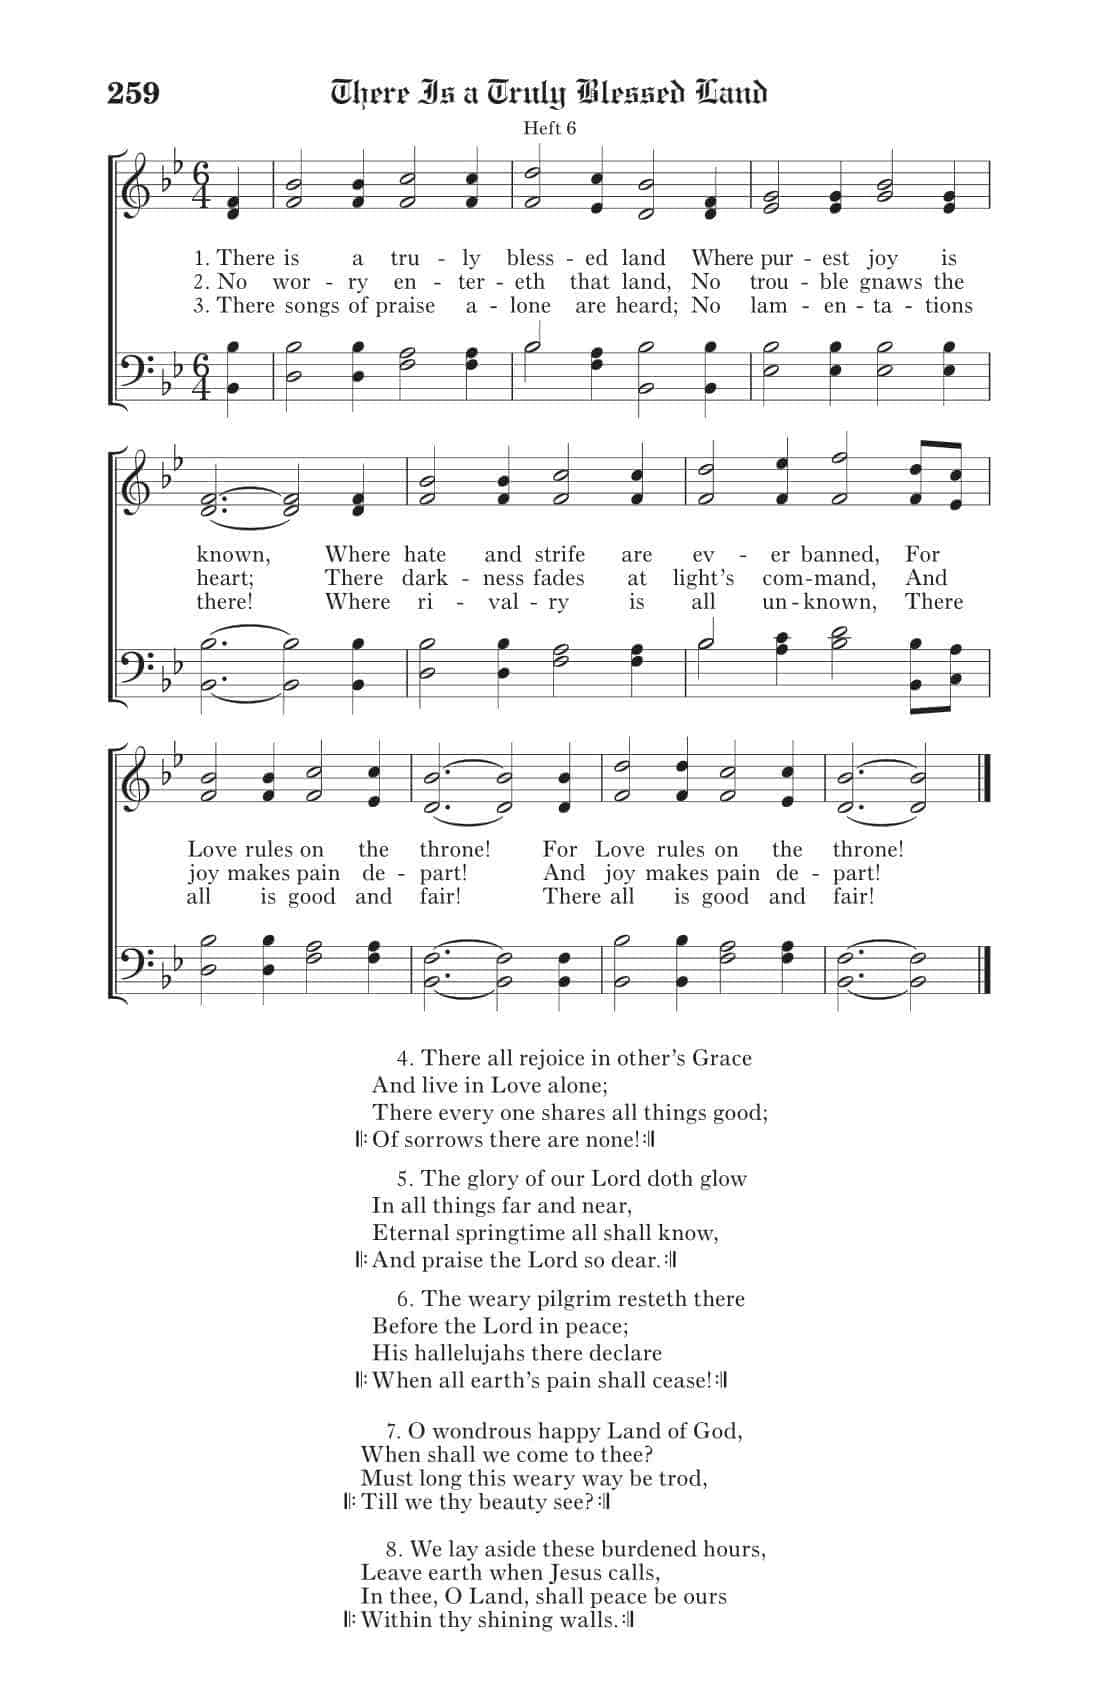 259 There Is a Truly Blessed Land
Heft 6
1. There is a tru - ly bless - ed land Where pur - est joy is
2. No wor - ry en - ter - eth that land, No trou - ble gnaws the
3. There songs of praise a - lone are heard; No lam - en - ta - tions
known, Where hate and strife are ev - er banned, For
heart; There dark - ness fades at light's com-mand, And
there! Where ri - val - ry is all un-known, There
Love rules on the throne! For Love rules on the throne!
joy makes pain de - part! And joy makes pain de - part!
all is good and fair! There all is good and fair!
4. There all rejoice in other's Grace
And live in Love alone;
There every one shares all things good;
𝄆 Of sorrows there are none! 𝄇
5. The glory of our Lord doth glow
In all things far and near,
Eternal springtime all shall know,
𝄆 And praise the Lord so dear. 𝄇
6. The weary pilgrim resteth there
Before the Lord in peace;
His hallelujahs there declare
𝄆 When all earth's pain shall cease! 𝄇
7. O wondrous happy Land of God,
When shall we come to thee?
Must long this weary way be trod,
𝄆 Till we thy beauty see? 𝄇
8. We lay aside these burdened hours,
Leave earth when Jesus calls,
In thee, O Land, shall peace be ours
𝄆 Within thy shining walls. 𝄇